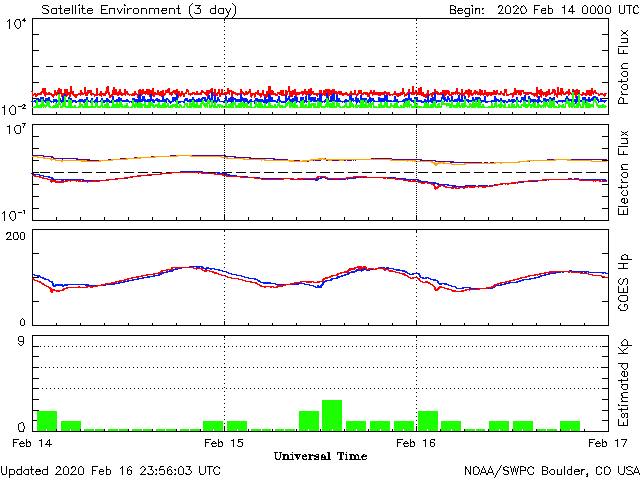 Satellite Environment (3 day)
Begin: 2020 Feb 14 0000 UTC
10^4
10^-2
Proton Flux
10^7
10^-1
Electron Flux
200
0
GOES Hp
9
0
Estimated Kp
Feb 14 Feb 15 Feb 16 Feb 17
Universal Time
Updated 2020 Feb 16 23:56:03 UTC
NOAA/SWPC Boulder, CO USA